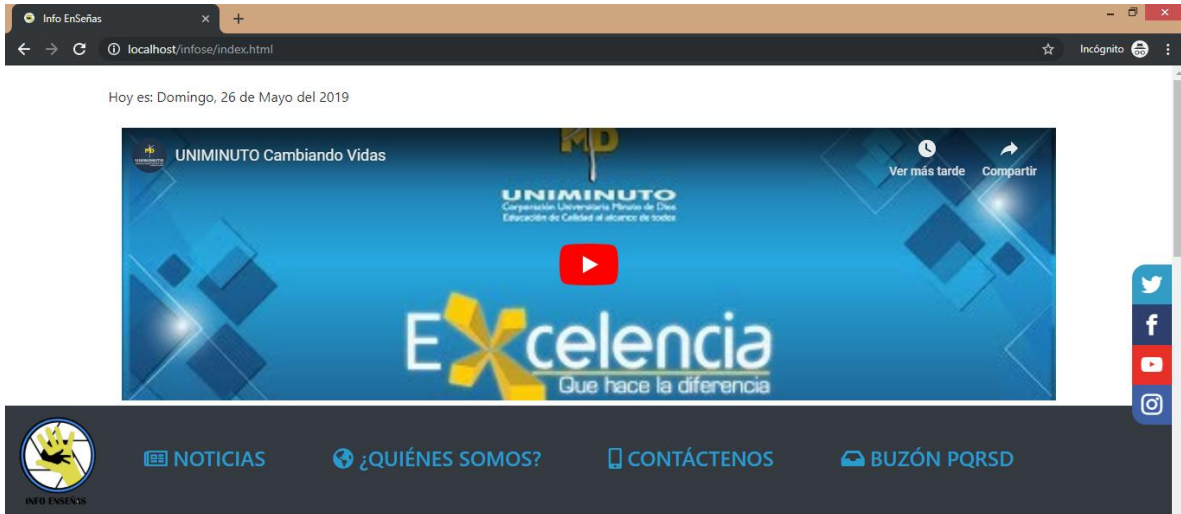 Info EnSeñas
localhost/infose/index.html
Incógnito
Hoy es: Domingo, 26 de Mayo del 2019
UNIMINUTO Cambiando Vidas
Ver más tarde
Compartir
MD
UNIMINUTO
Corporación Universitaria Minuto de Dios
Educación de Calidad al alcance de todos
EXcelencia
Que hace la diferencia
INFO ENSEÑAS
NOTICIAS
¿QUIÉNES SOMOS?
CONTÁCTENOS
BUZÓN PQRSD